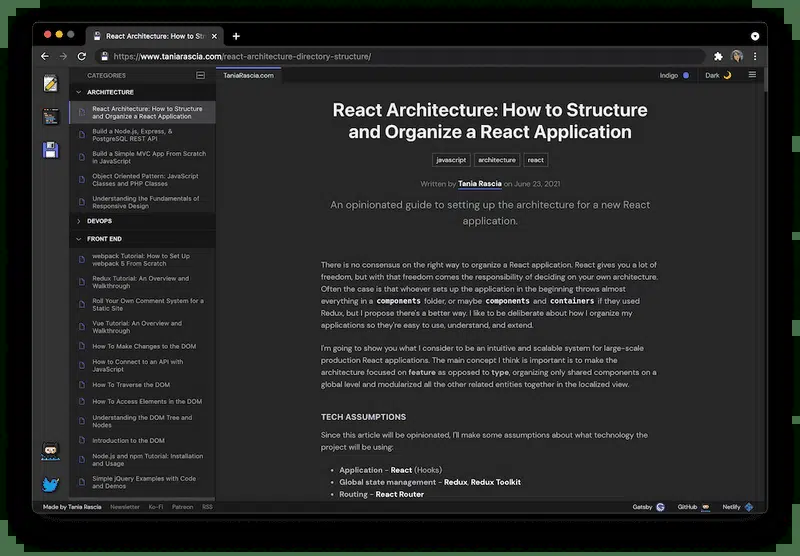 React Architecture: How to St
https://www.taniarascia.com/react-architecture-directory-structure/
CATEGORIES
ARCHITECTURE
React Architecture: How to Structure
and Organize a React Application
Build a Node.js, Express, &
PostgreSQL REST API
Build a Simple MVC App From Scratch
in JavaScript
Object Oriented Pattern: JavaScript
Classes and PHP Classes
Understanding the Fundamentals of
Responsive Design
DEVOPS
FRONT END
webpack Tutorial: How to Set Up
webpack 5 From Scratch
Redux Tutorial: An Overview and
Walkthrough
Roll Your Own Comment System for a
Static Site
Vue Tutorial: An Overview and
Walkthrough
How To Make Changes to the DOM
How to Connect to an API with
JavaScript
How To Traverse the DOM
How To Access Elements in the DOM
Understanding the DOM Tree and
Nodes
Introduction to the DOM
Node.js and npm Tutorial: Installation
and Usage
Simple jQuery Examples with Code
and Demos
TaniaRascia.com
Indigo
Dark
React Architecture: How to Structure
and Organize a React Application
javascript architecture react
Written by Tania Rascia on June 23, 2021
An opinionated guide to setting up the architecture for a new React
application.
There is no consensus on the right way to organize a React application. React gives you a lot of
freedom, but with that freedom comes the responsibility of deciding on your own architecture.
Often the case is that whoever sets up the application in the beginning throws almost
everything in a components folder, or maybe components and containers if they used
Redux, but I propose there's a better way. I like to be deliberate about how I organize my
applications so they're easy to use, understand, and extend.
I'm going to show you what I consider to be an intuitive and scalable system for large-scale
production React applications. The main concept I think is important is to make the
architecture focused on feature as opposed to type, organizing only shared components on a
global level and modularized all the other related entities together in the localized view.
TECH ASSUMPTIONS
Since this article will be opinionated, I'll make some assumptions about what technology the
project will be using:
• Application - React (Hooks)
• Global state management - Redux, Redux Toolkit
• Routing - React Router
Made by Tania Rascia Newsletter Ko-Fi Patreon RSS
Gatsby GitHub Netlify